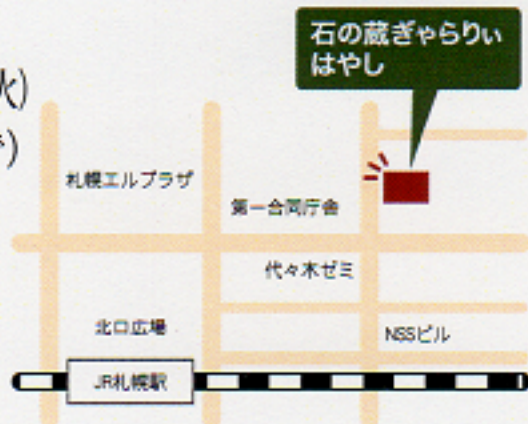 石の蔵ぎゃらりぃ
はやし
火)
)
札幌エルプラザ
第一合同庁舎
代々木ゼミ
北口広場
NSSビル
JR札幌駅